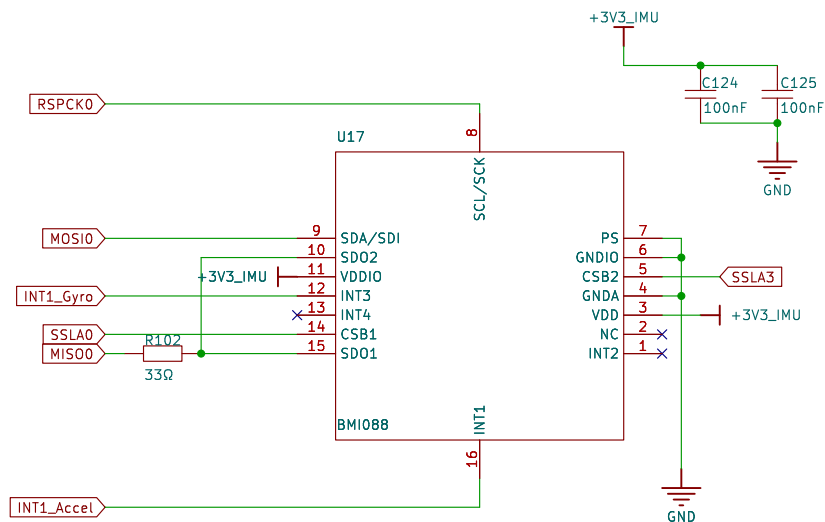 +3V3_IMU
C124
100nF
C125
100nF
GND
RSPCK0
U17
8
SCL/SCK
MOSI0
9
SDA/SDI
10
SDO2
+3V3_IMU
11
VDDIO
INT1_Gyro
12
INT3
13
INT4
SSLA0
14
CSB1
MISO0
R102
33Ω
15
SDO1
PS
7
GNDIO
6
CSB2
5
SSLA3
GNDA
4
VDD
3
+3V3_IMU
NC
2
INT2
1
BMI088
INT1
16
INT1_Accel
GND